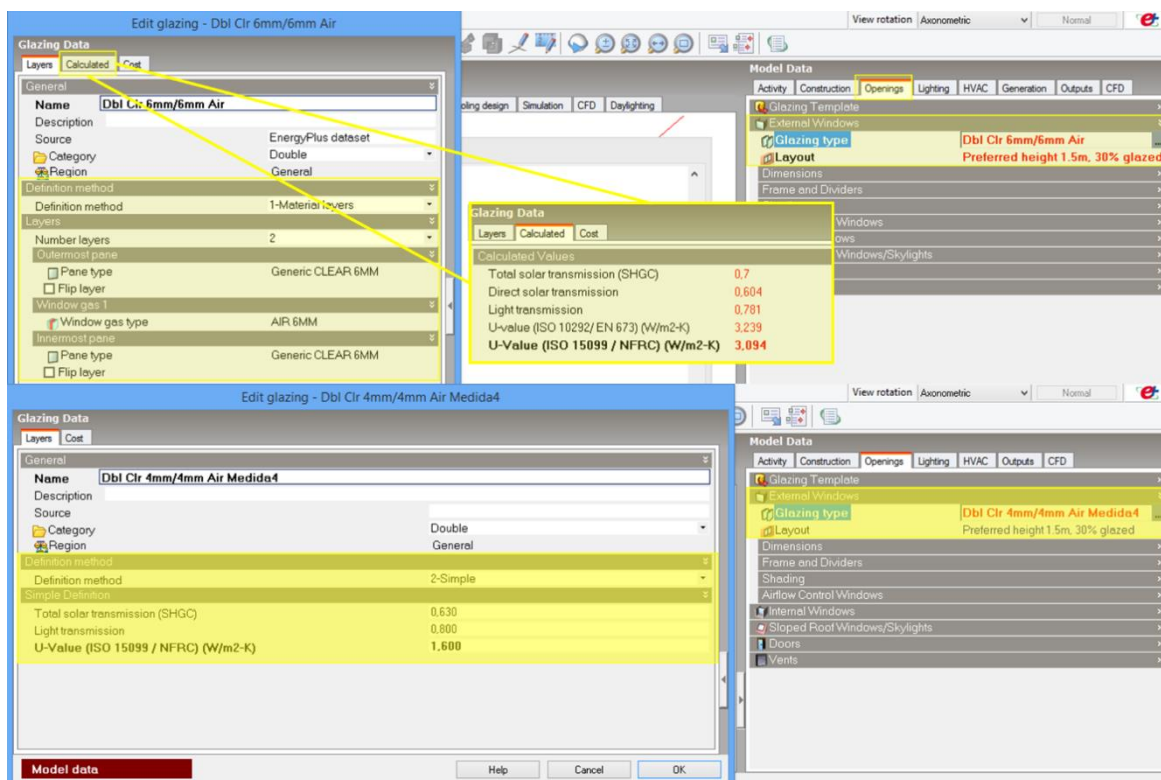 Edit glazing - Dbl Clr 6mm/6mm Air
Glazing Data
Layers Calculated Cost
General
Name Dbl Clr 6mm/6mm Air
Description
Source EnergyPlus dataset
Category Double
Region General
Definition method
Definition method 1-Material layers
Layers
Number layers 2
Outermost pane
Pane type Generic CLEAR 6MM
Flip layer
Window gas 1
Window gas type AIR 6MM
Innermost pane
Pane type Generic CLEAR 6MM
Flip layer
View rotation Axonometric Normal
oling design Simulation CFD Daylighting
Model Data
Activity Construction Openings Lighting HVAC Generation Outputs CFD
Glazing Template
External Windows
Glazing type Dbl Clr 6mm/6mm Air
Layout Preferred height 1.5m, 30% glazed
Dimensions
Frame and Dividers
Windows
ows
Windows/Skylights
Glazing Data
Layers Calculated Cost
Calculated Values
Total solar transmission (SHGC) 0,7
Direct solar transmission 0,604
Light transmission 0,781
U-value (ISO 10292/ EN 673) (W/m2-K) 3,239
U-Value (ISO 15099 / NFRC) (W/m2-K) 3,094
Edit glazing - Dbl Clr 4mm/4mm Air Medida4
Glazing Data
Layers Cost
General
Name Dbl Clr 4mm/4mm Air Medida4
Description
Source
Category Double
Region General
Definition method
Definition method 2-Simple
Simple Definition
Total solar transmission (SHGC) 0,630
Light transmission 0,800
U-Value (ISO 15099 / NFRC) (W/m2-K) 1,600
Model data
Help Cancel OK
View rotation Axonometric Normal
Model Data
Activity Construction Openings Lighting HVAC Outputs CFD
Glazing Template
External Windows
Glazing type Dbl Clr 4mm/4mm Air Medida4
Layout Preferred height 1.5m, 30% glazed
Dimensions
Frame and Dividers
Shading
Airflow Control Windows
Internal Windows
Sloped Roof Windows/Skylights
Doors
Vents